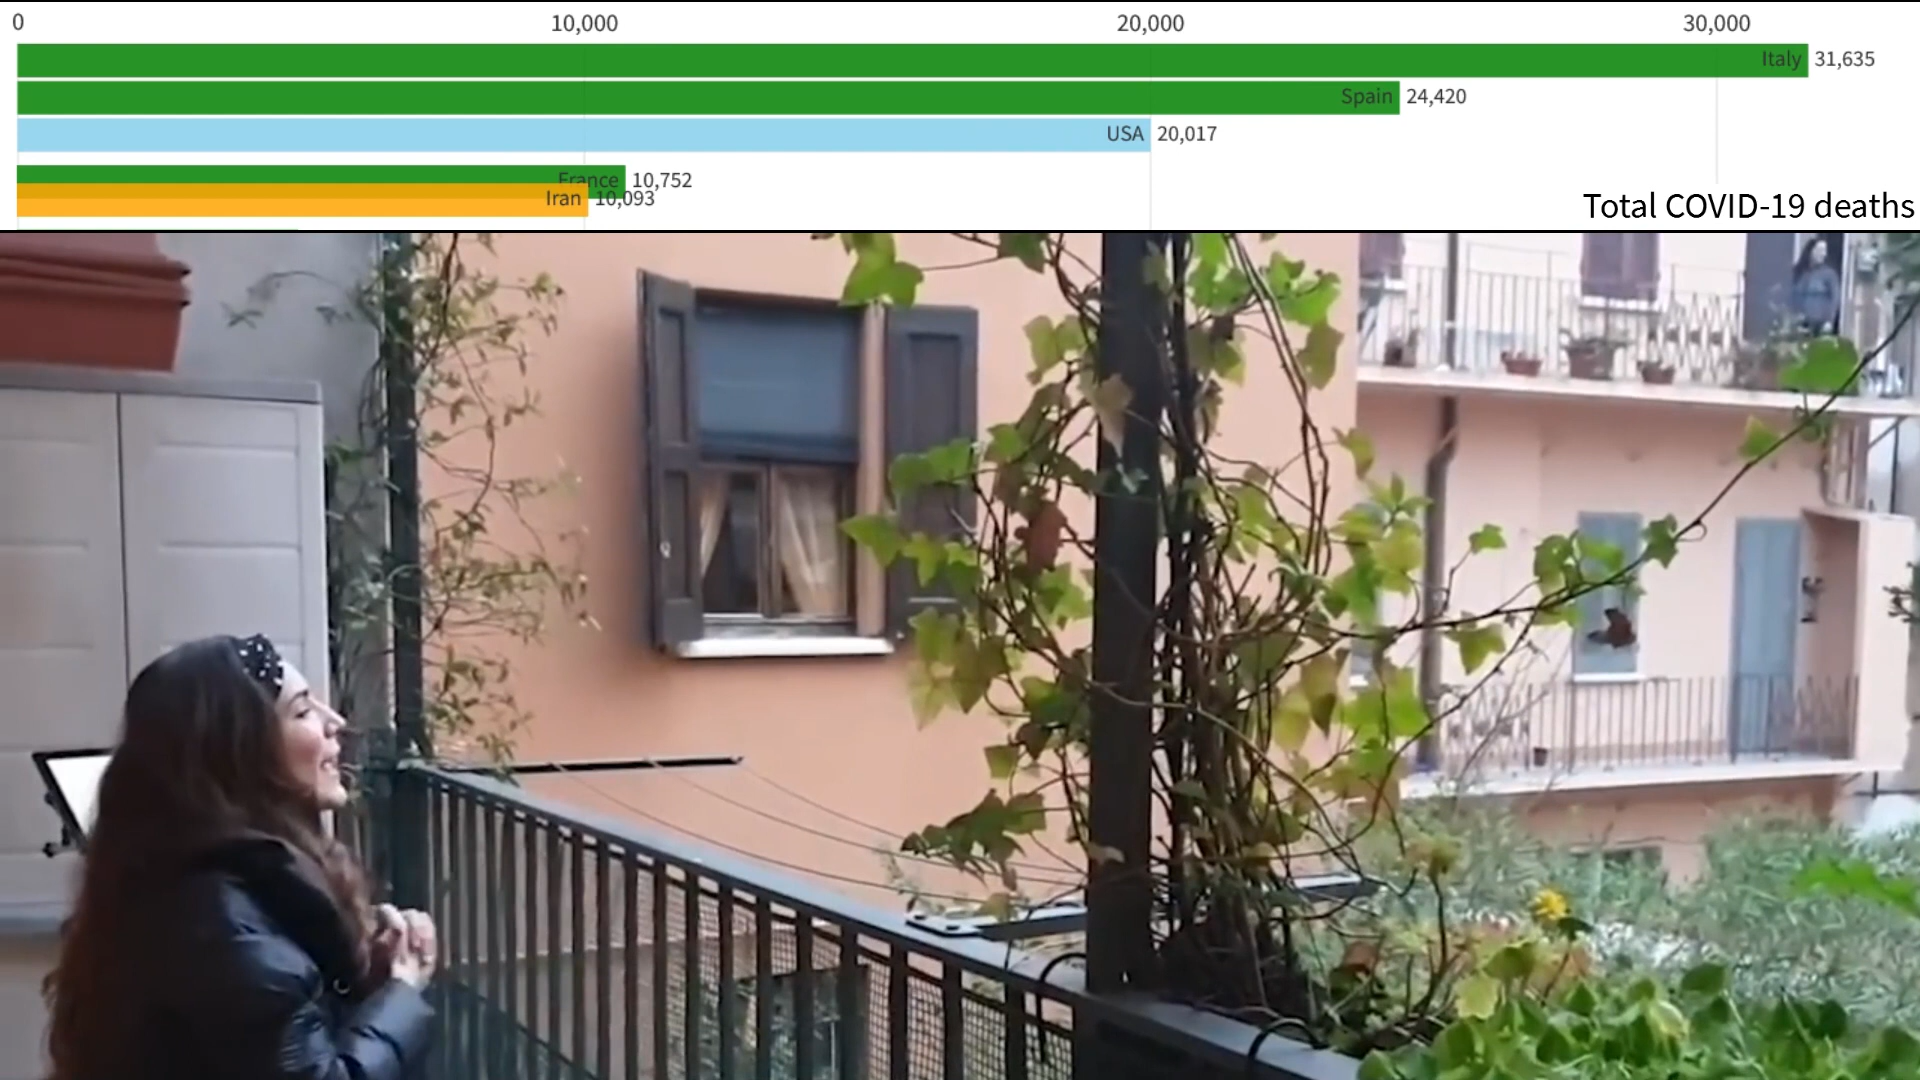 0 10,000 20,000 30,000
Italy 31,635
Spain 24,420
USA 20,017
France 10,752
Iran 10,093
Total COVID-19 deaths